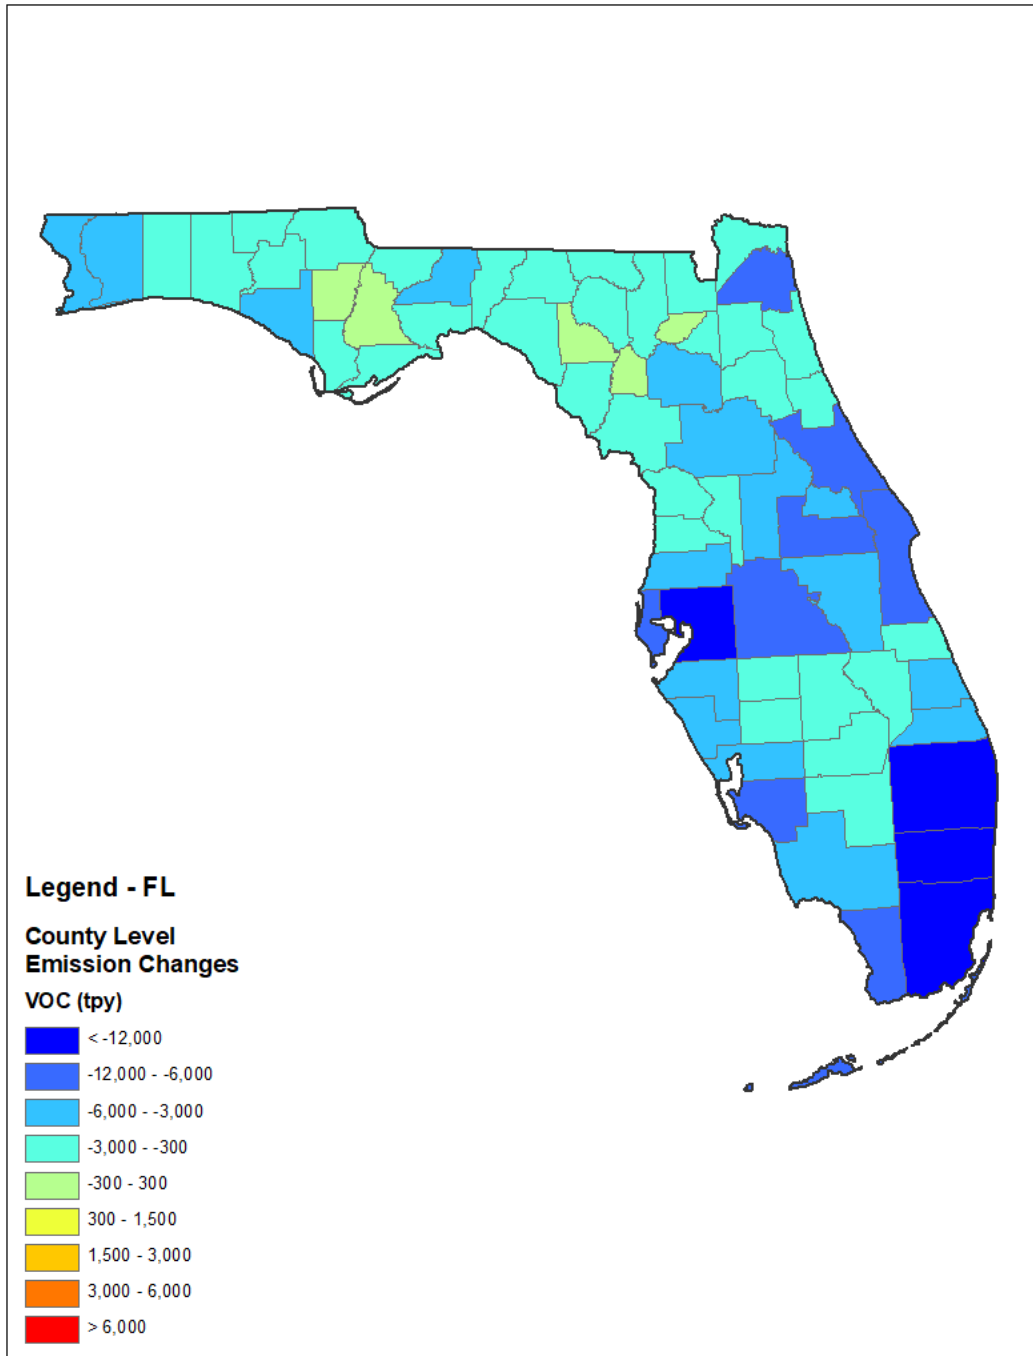 Legend - FL
County Level
Emission Changes
VOC (tpy)
< -12,000
-12,000 - -6,000
-6,000 - -3,000
-3,000 - -300
-300 - 300
300 - 1,500
1,500 - 3,000
3,000 - 6,000
> 6,000